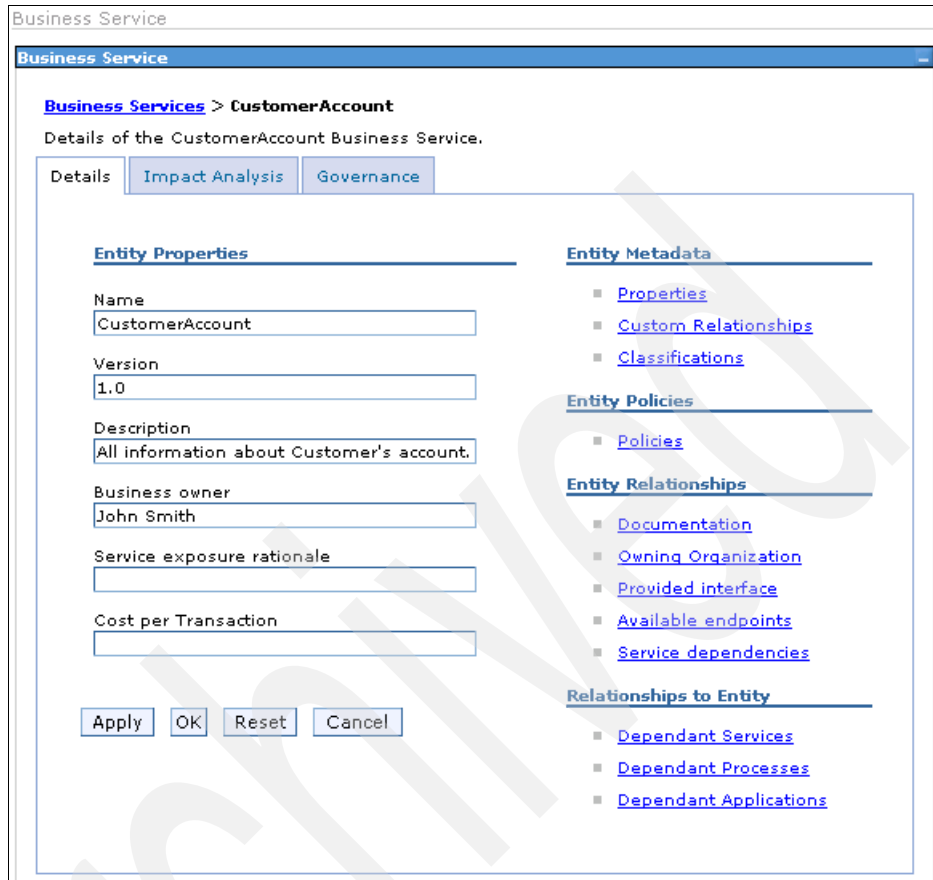 Business Service
Business Service
Business Services > CustomerAccount
Details of the CustomerAccount Business Service.
Details
Impact Analysis
Governance
Entity Properties
Name
CustomerAccount
Version
1.0
Description
All information about Customer's account.
Business owner
John Smith
Service exposure rationale
Cost per Transaction
Apply
OK
Reset
Cancel
Entity Metadata
Properties
Custom Relationships
Classifications
Entity Policies
Policies
Entity Relationships
Documentation
Owning Organization
Provided interface
Available endpoints
Service dependencies
Relationships to Entity
Dependant Services
Dependant Processes
Dependant Applications